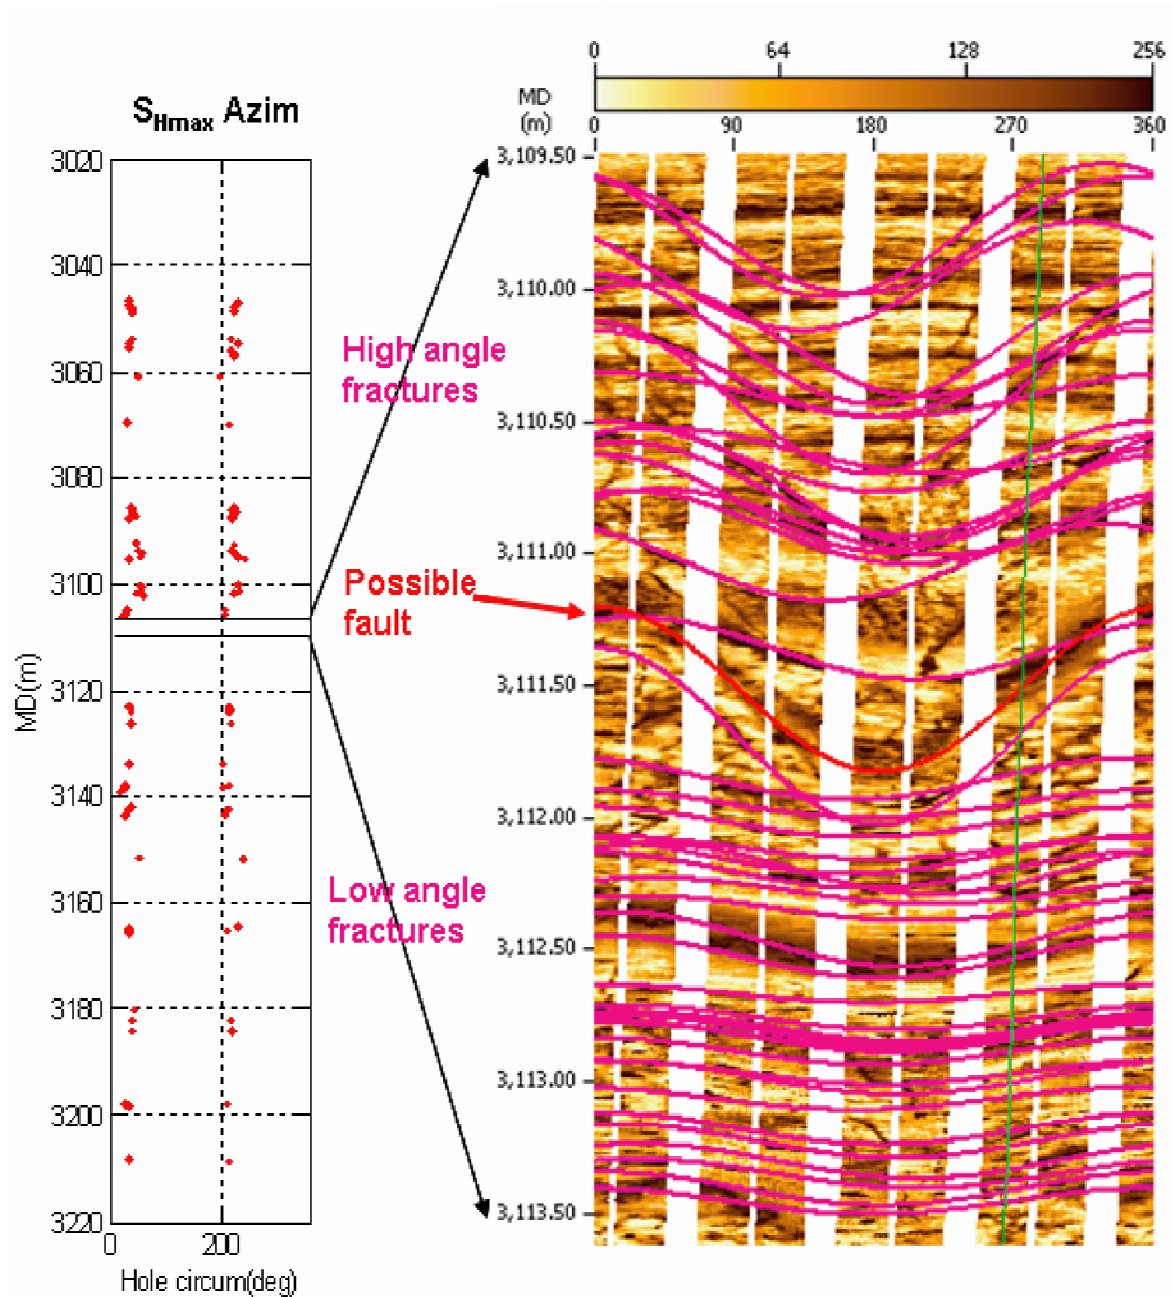 S_Hmax Azim
3020
3040
3060
3080
3100
3120
3140
3160
3180
3200
3220
MD(m)
0 200
Hole circum(deg)
High angle
fractures
Possible
fault
Low angle
fractures
0 64 128 256
MD
(m)
0 90 180 270 360
3,109.50
3,110.00
3,110.50
3,111.00
3,111.50
3,112.00
3,112.50
3,113.00
3,113.50